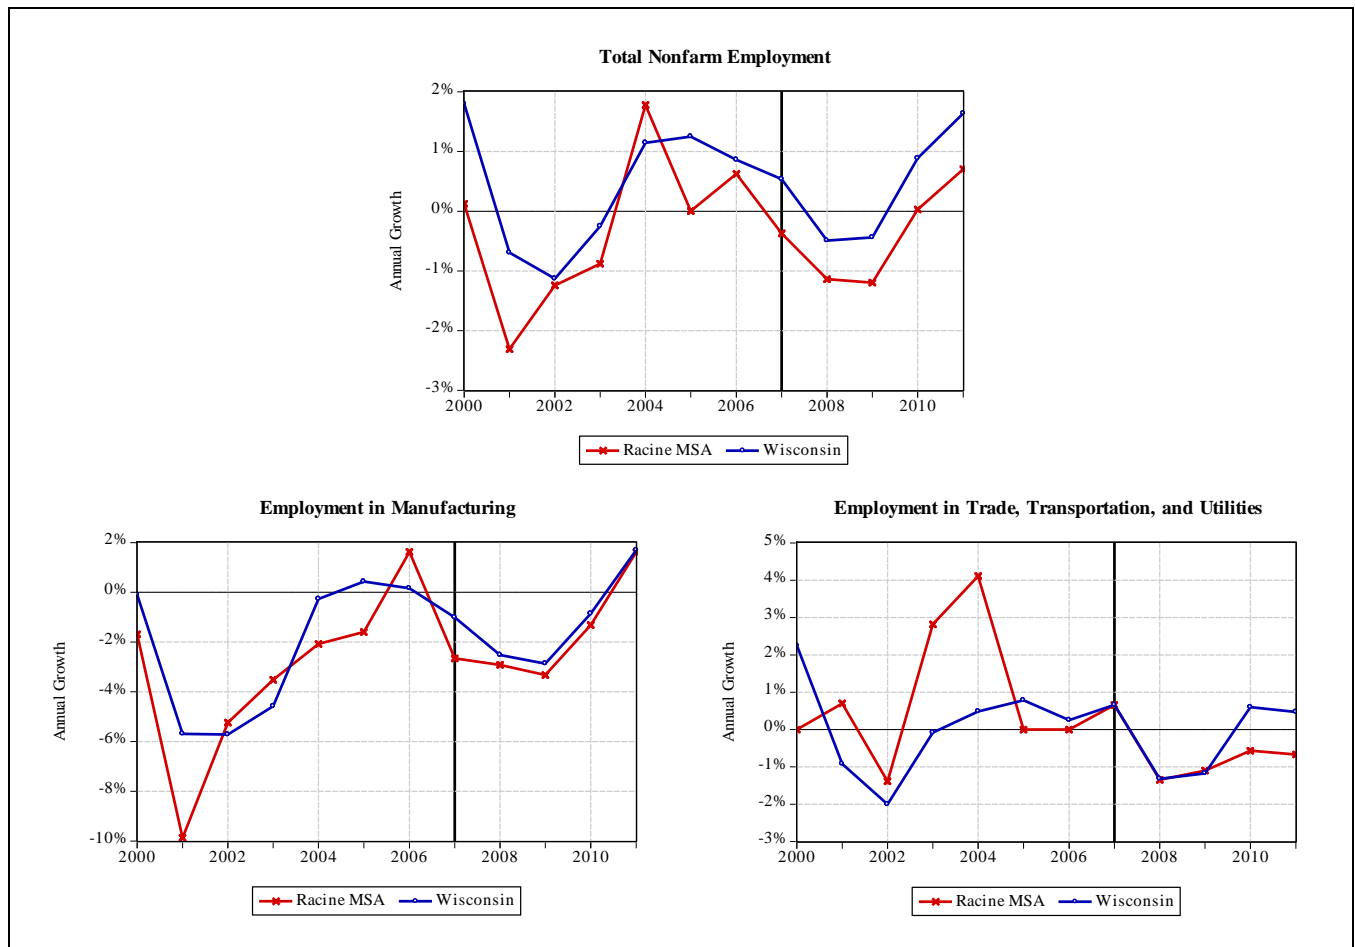 Total Nonfarm Employment
2%
1%
0%
-1%
-2%
-3%
Annual Growth
2000 2002 2004 2006 2008 2010
Racine MSA Wisconsin
Employment in Manufacturing
2%
0%
-2%
-4%
-6%
-8%
-10%
Annual Growth
2000 2002 2004 2006 2008 2010
Racine MSA Wisconsin
Employment in Trade, Transportation, and Utilities
5%
4%
3%
2%
1%
0%
-1%
-2%
-3%
Annual Growth
2000 2002 2004 2006 2008 2010
Racine MSA Wisconsin